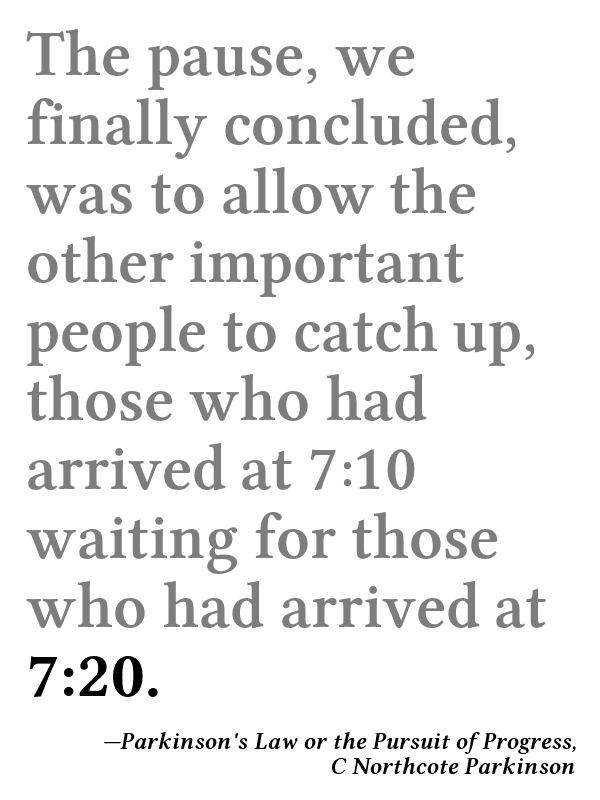 The pause, we
finally concluded,
was to allow the
other important
people to catch up,
those who had
arrived at 7:10
waiting for those
who had arrived at
7:20.
—Parkinson's Law or the Pursuit of Progress,
C Northcote Parkinson